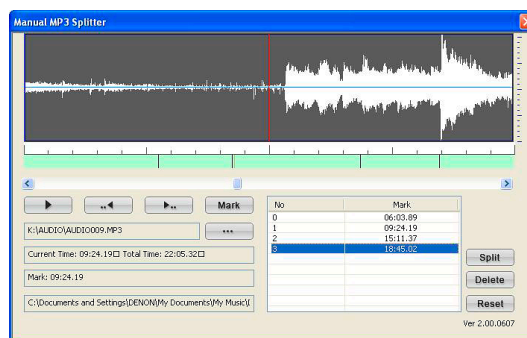 Manual MP3 Splitter
..◀
▶..
Mark
K:\AUDIO\AUDIO009.MP3
...
Current Time: 09:24.19□ Total Time: 22:05.32□
Mark: 09:24.19
C:\Documents and Settings\DENON\My Documents\My Music\[
No Mark
0 06:03.89
1 09:24.19
2 15:11.37
3 18:45.02
Split
Delete
Reset
Ver 2.00.0607